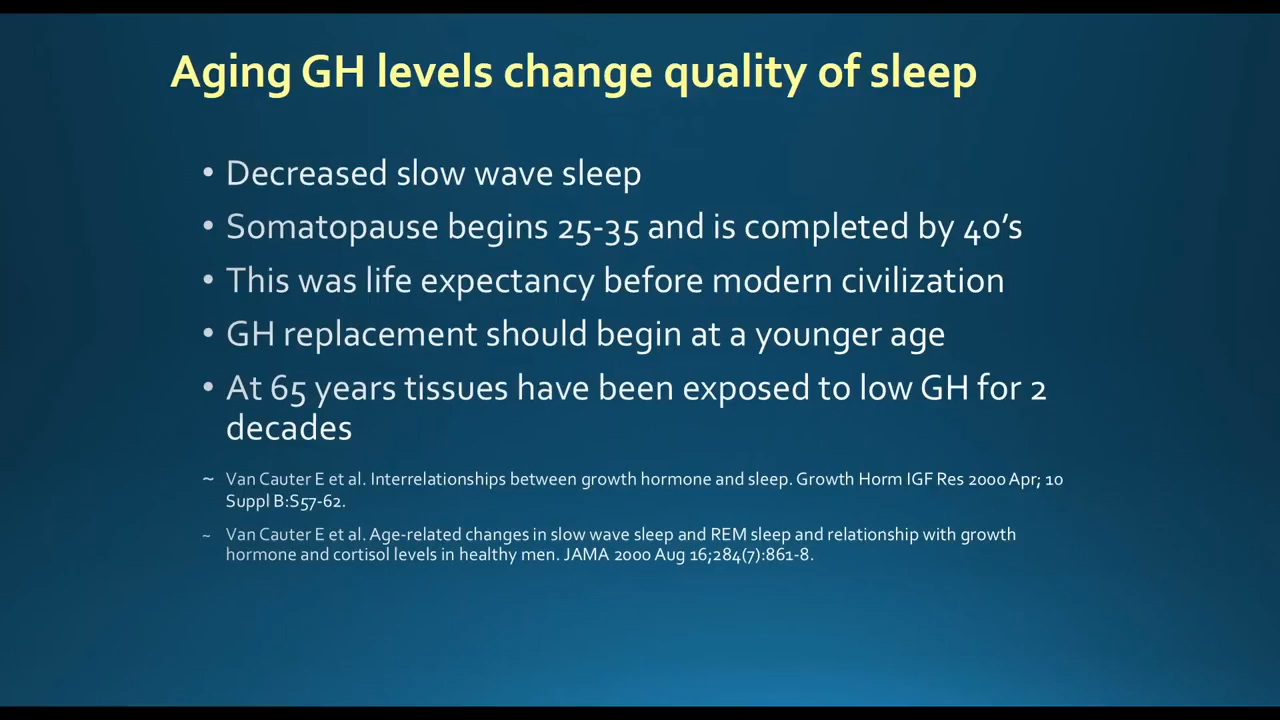 Aging GH levels change quality of sleep
• Decreased slow wave sleep
• Somatopause begins 25-35 and is completed by 40’s
• This was life expectancy before modern civilization
• GH replacement should begin at a younger age
• At 65 years tissues have been exposed to low GH for 2
decades
~ Van Cauter E et al. Interrelationships between growth hormone and sleep. Growth Horm IGF Res 2000 Apr; 10
Suppl B:S57-62.
~ Van Cauter E et al. Age-related changes in slow wave sleep and REM sleep and relationship with growth
hormone and cortisol levels in healthy men. JAMA 2000 Aug 16;284(7):861-8.